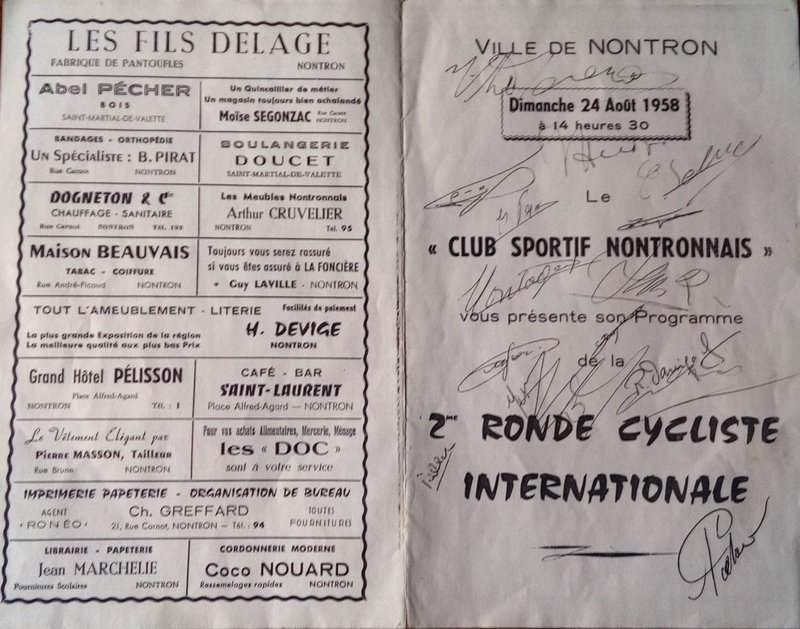 LES FILS DELAGE
FABRIQUE DE PANTOUFLES NONTRON
Abel PÉCHER
BOIS
SAINT-MARTIAL-DE-VALETTE
Un Quincaillier de métier
Un magasin toujours bien achalandé
Moïse SEGONZAC Rue Carnot NONTRON
BANDAGES - ORTHOPÉDIE
UN Spécialiste : B. PIRAT
Rue Carnot NONTRON
BOULANGERIE
DOUCET
SAINT-MARTIAL-DE-VALETTE
DOGNETON & Cie
CHAUFFAGE - SANITAIRE
Rue Carnot NONTRON Tél. 193
Les Meubles Nontronnais
Arthur CRUVELIER
NONTRON Tél. 95
Maison BEAUVAIS
TABAC - COIFFURE
Rue André-Picaud NONTRON
Toujours vous serez rassuré
si vous êtes assuré à LA FONCIÈRE
• Guy LAVILLE - NONTRON
TOUT L'AMEUBLEMENT - LITERIE Facilités de paiement
La plus grande Exposition de la région
La meilleure qualité aux plus bas Prix
H. DEVIGE
NONTRON
Grand Hôtel PÉLISSON
Place Alfred-Agard
NONTRON Tél. : 1
CAFÉ - BAR
SAINT-LAURENT
Place Alfred-Agard — NONTRON
Le Vêtement Elégant par
PIERRE MASSON, Tailleur
Rue Brune NONTRON
Pour vos achats Alimentaires, Mercerie, Ménage
les « DOC »
sont à votre service
IMPRIMERIE PAPETERIE - ORGANISATION DE BUREAU
AGENT
• RONÉO •
Ch. GREFFARD
21, Rue Carnot, NONTRON — Tél. : 94
TOUTES
FOURNITURES
LIBRAIRIE - PAPETERIE
Jean MARCHELIE
Fournitures Scolaires NONTRON
CORDONNERIE MODERNE
Coco NOUARD
Ressemelages rapides NONTRON
VILLE DE NONTRON
Dimanche 24 Août 1958
à 14 heures 30
Le
« CLUB SPORTIF NONTRONNAIS »
vous présente son Programme
de la
2me RONDE CYCLISTE
INTERNATIONALE